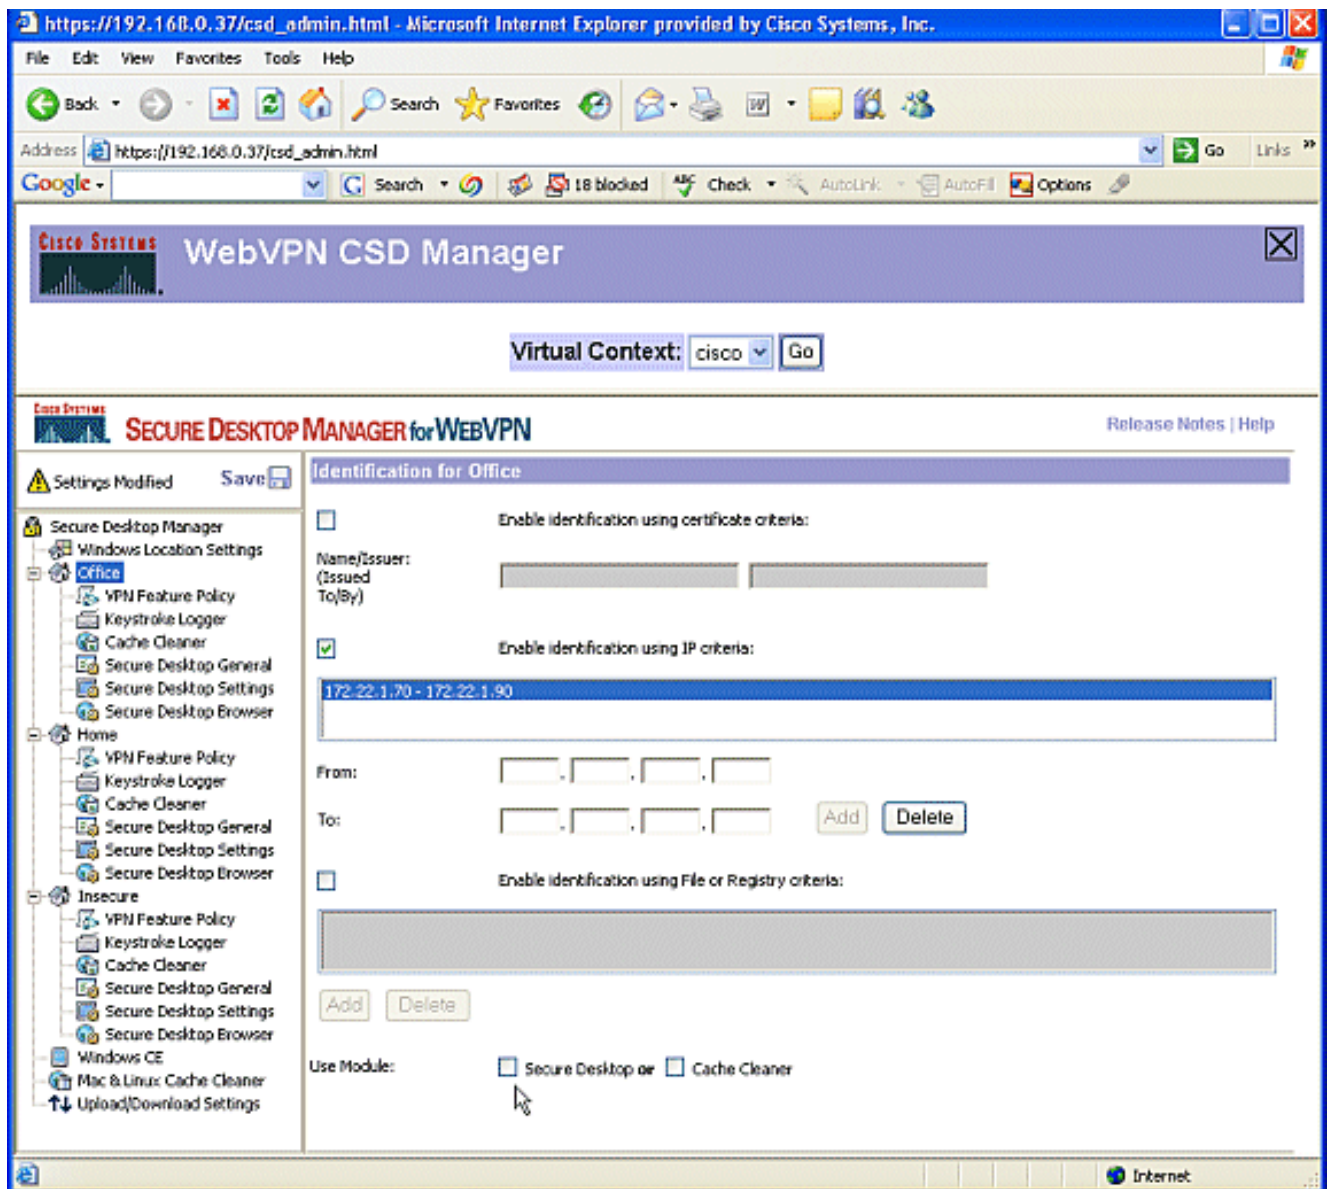 https://192.168.0.37/csd_admin.html - Microsoft Internet Explorer provided by Cisco Systems, Inc.
File Edit View Favorites Tools Help
Back Search Favorites W
Address https://192.168.0.37/csd_admin.html Go Links »
Google Search 18 blocked ABC Check AutoLink AutoFill Options
CISCO SYSTEMS
WebVPN CSD Manager
Virtual Context: cisco Go
CISCO SYSTEMS
SECURE DESKTOP MANAGER for WEBVPN
Release Notes | Help
Settings Modified Save
Secure Desktop Manager
Windows Location Settings
Office
VPN Feature Policy
Keystroke Logger
Cache Cleaner
Secure Desktop General
Secure Desktop Settings
Secure Desktop Browser
Home
VPN Feature Policy
Keystroke Logger
Cache Cleaner
Secure Desktop General
Secure Desktop Settings
Secure Desktop Browser
Insecure
VPN Feature Policy
Keystroke Logger
Cache Cleaner
Secure Desktop General
Secure Desktop Settings
Secure Desktop Browser
Windows CE
Mac & Linux Cache Cleaner
Upload/Download Settings
Identification for Office
Enable identification using certificate criteria:
Name/Issuer:
(Issued
To/By)
Enable identification using IP criteria:
172.22.1.70 - 172.22.1.90
From: . . .
To: . . . Add Delete
Enable identification using File or Registry criteria:
Add Delete
Use Module: Secure Desktop or Cache Cleaner
Internet